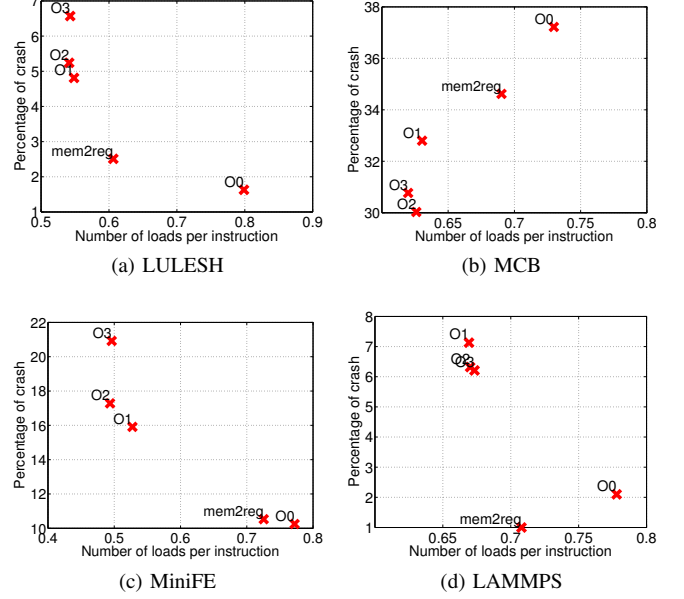 7
6
5
4
3
2
1
Percentage of crash
O3
O2
O1
mem2reg
O0
0.5
0.6
0.7
0.8
0.9
Number of loads per instruction
(a) LULESH
38
36
34
32
30
Percentage of crash
O0
mem2reg
O1
O3
O2
0.65
0.7
0.75
0.8
Number of loads per instruction
(b) MCB
22
20
18
16
14
12
10
Percentage of crash
O3
O2
O1
mem2reg
O0
0.4
0.5
0.6
0.7
0.8
Number of loads per instruction
(c) MiniFE
8
7
6
5
4
3
2
1
Percentage of crash
O1
O2
O3
O0
mem2reg
0.65
0.7
0.75
0.8
Number of loads per instruction
(d) LAMMPS